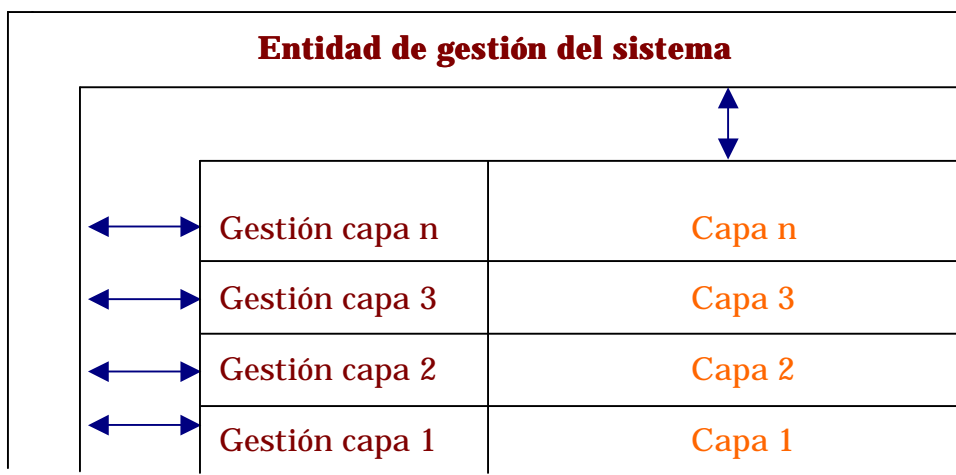 Entidad de gestión del sistema
Gestión capa n Capa n
Gestión capa 3 Capa 3
Gestión capa 2 Capa 2
Gestión capa 1 Capa 1